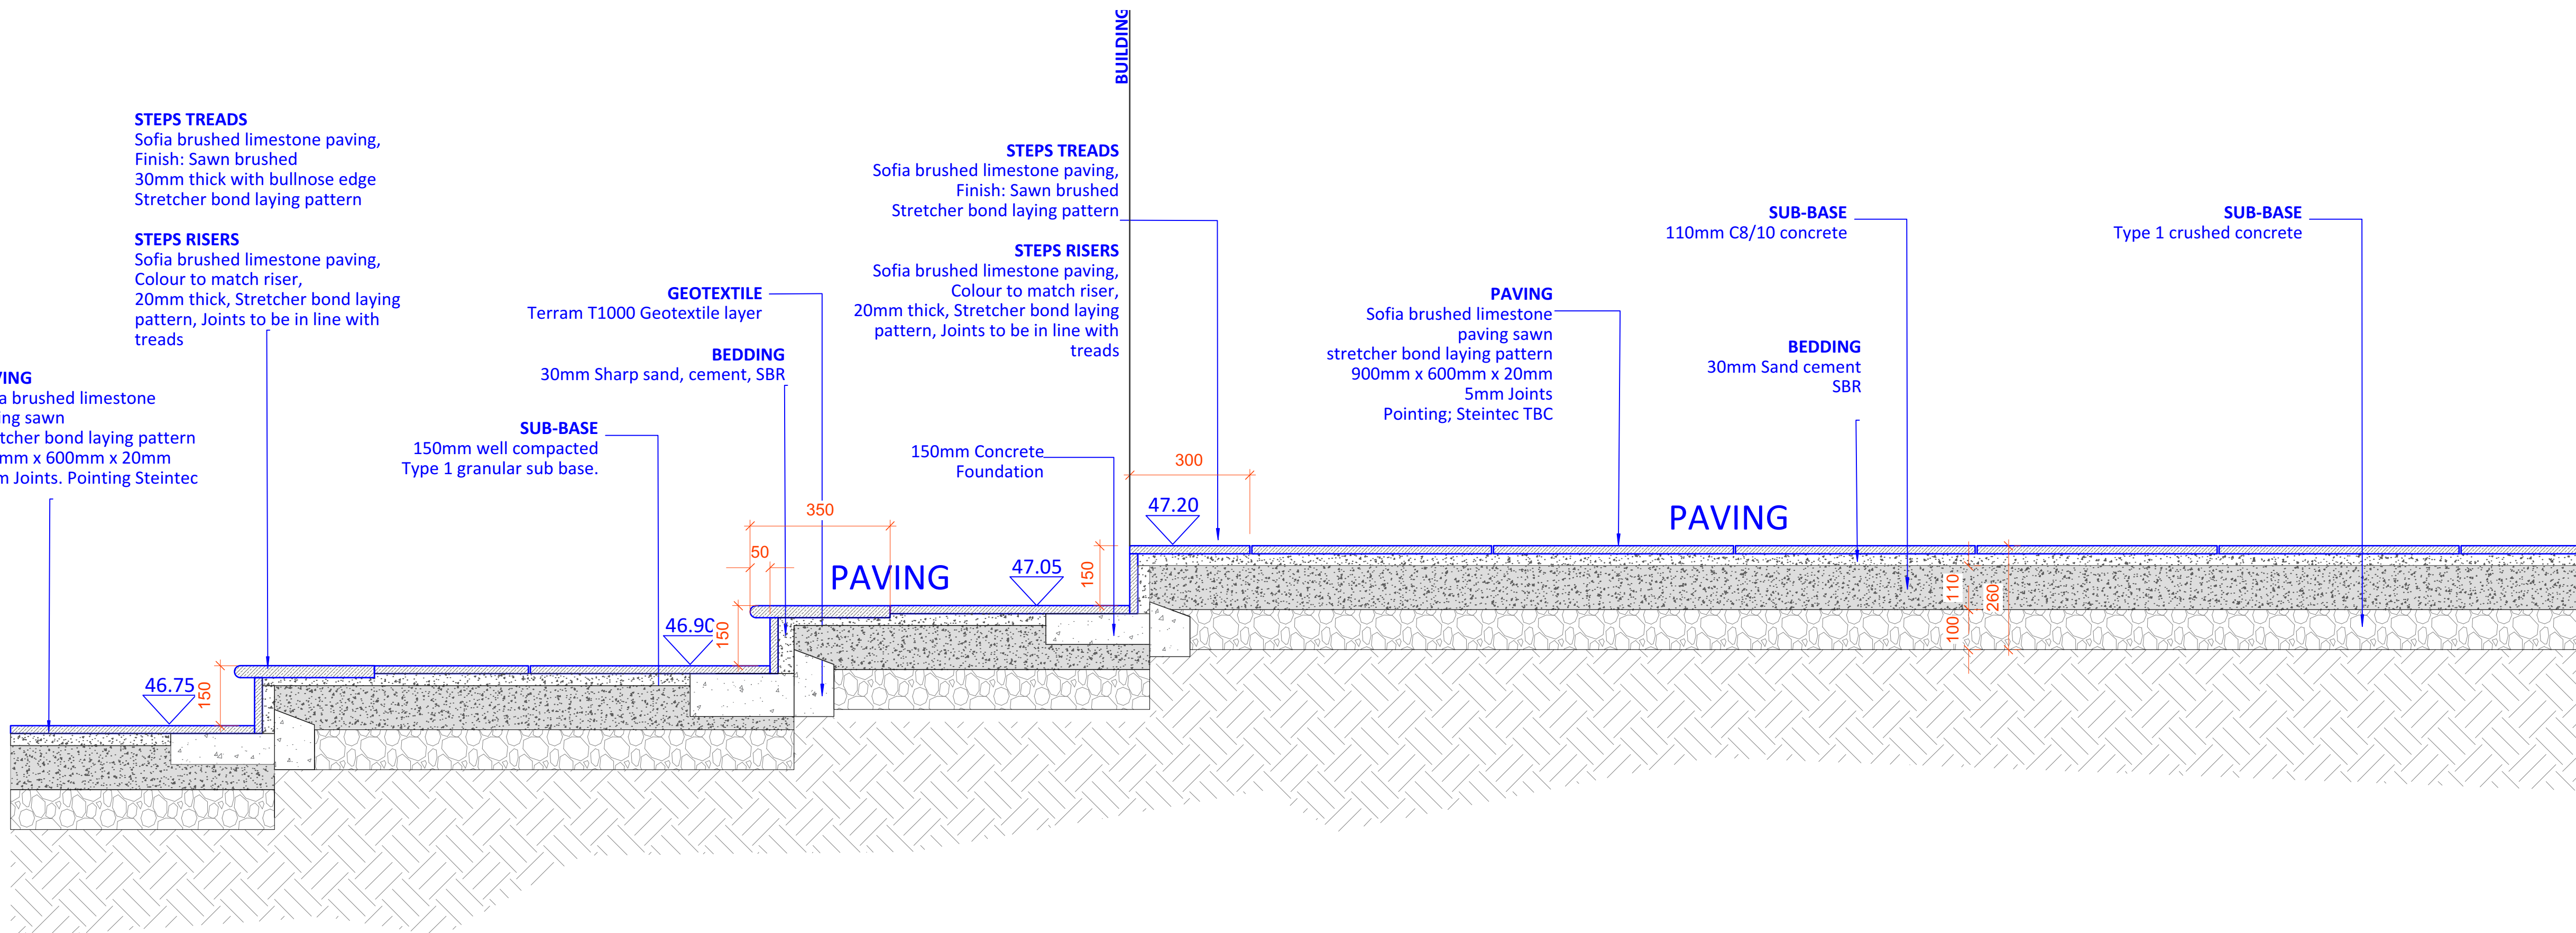 BUILDING
STEPS TREADS
Sofia brushed limestone paving,
Finish: Sawn brushed
30mm thick with bullnose edge
Stretcher bond laying pattern
STEPS RISERS
Sofia brushed limestone paving,
Colour to match riser,
20mm thick, Stretcher bond laying
pattern, Joints to be in line with
treads
brushed limestone
sawn
bond laying pattern
x 600mm x 20mm
Joints. Pointing Steintec
GEOTEXTILE
Terram T1000 Geotextile layer
BEDDING
30mm Sharp sand, cement, SBR
SUB-BASE
150mm well compacted
Type 1 granular sub base.
STEPS TREADS
Sofia brushed limestone paving,
Finish: Sawn brushed
Stretcher bond laying pattern
STEPS RISERS
Sofia brushed limestone paving,
Colour to match riser,
20mm thick, Stretcher bond laying
pattern, Joints to be in line with
treads
150mm Concrete
Foundation
PAVING
Sofia brushed limestone
paving sawn
stretcher bond laying pattern
900mm x 600mm x 20mm
5mm Joints
Pointing; Steintec TBC
SUB-BASE
110mm C8/10 concrete
BEDDING
30mm Sand cement
SBR
SUB-BASE
Type 1 crushed concrete
300
350
50
47.20
PAVING
PAVING
47.05
150
46.90
150
46.75
150
110
260
100